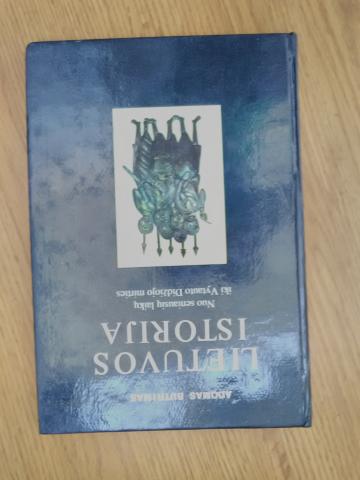 ADOMAS BUTRIMAS
LIETUVOS
ISTORIJA
Nuo seniausių laikų
iki Vytauto Didžiojo mirties